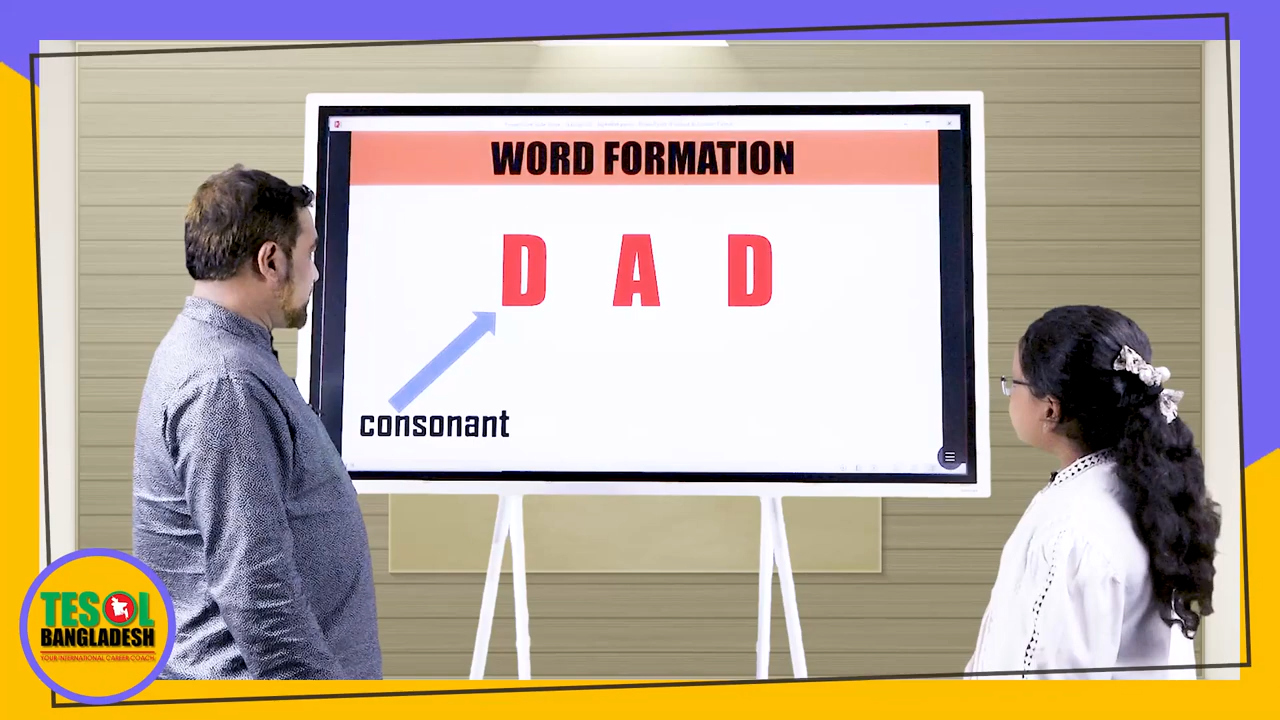 WORD FORMATION
D A D
consonant
TESOL
BANGLADESH
YOUR INTERNATIONAL CAREER COACH